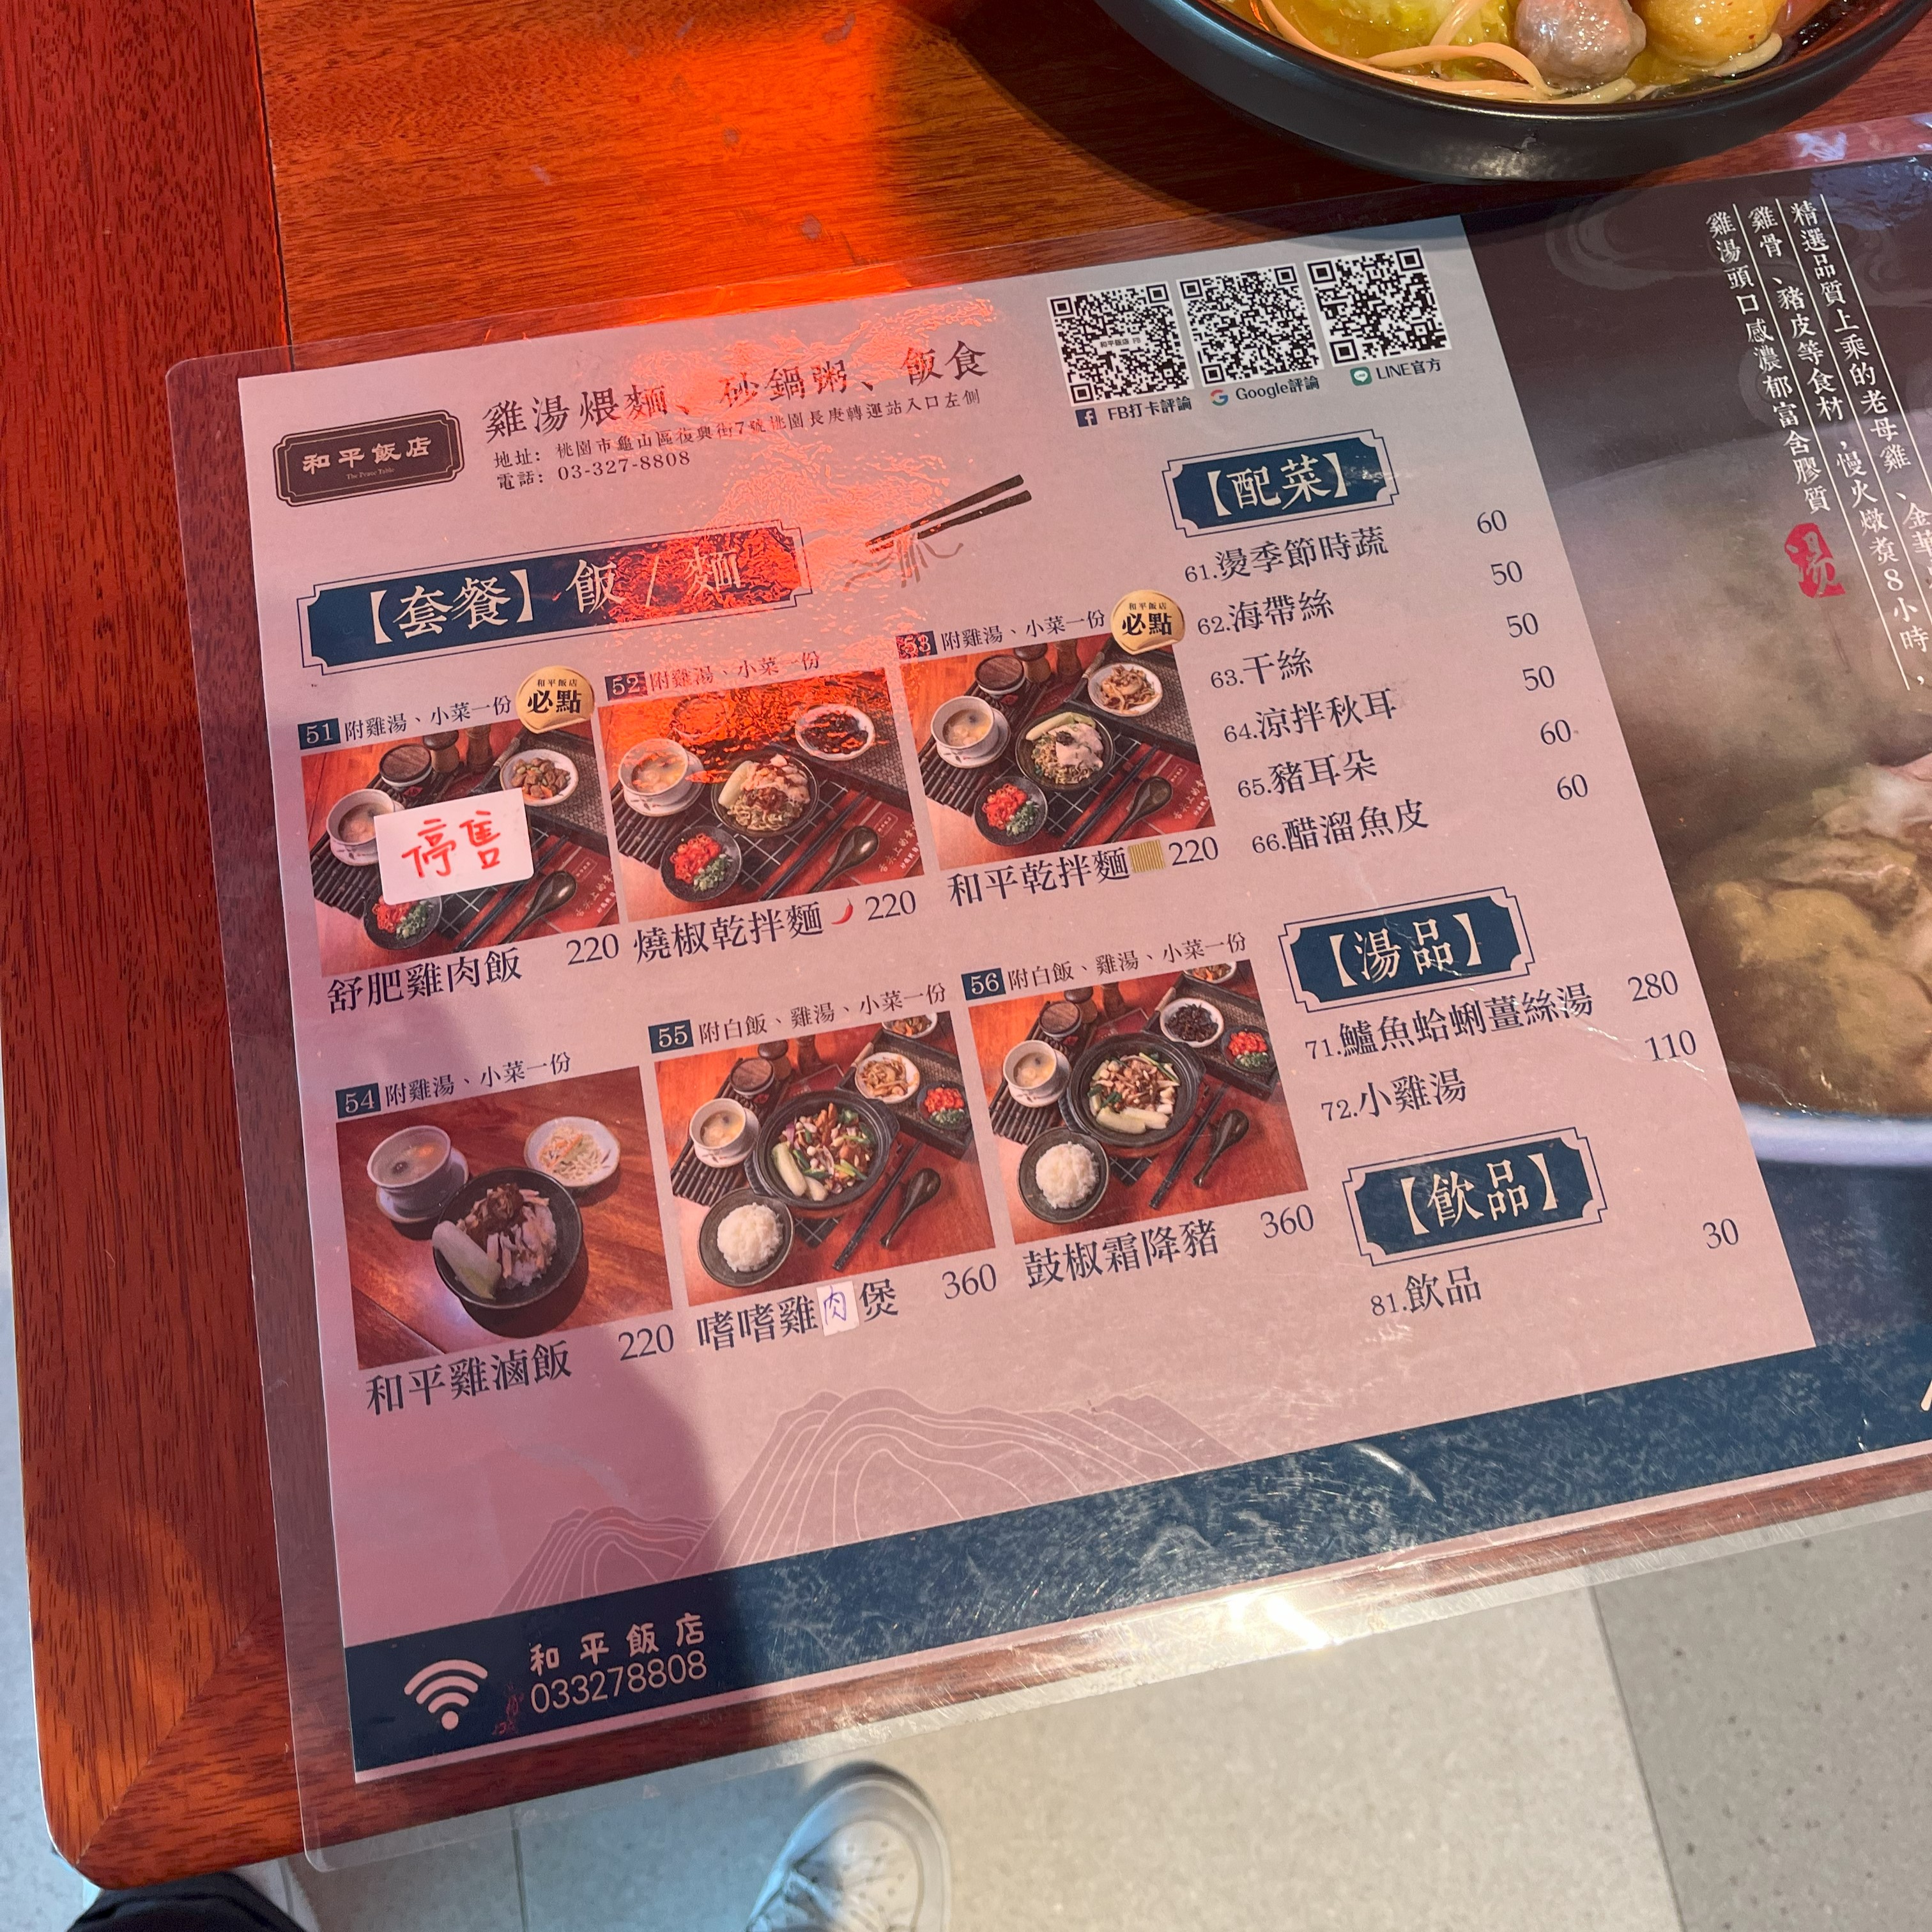 和平飯店
The Peace Table
雞湯煨麵、砂鍋粥、飯食
地址: 桃園市龜山區復興街7號桃園長庚轉運站入口左側
電話: 03-327-8808
FB打卡評論
Google評論
LINE官方
【套餐】飯/麵
51 附雞湯、小菜一份
和平飯店
必點
停售
舒肥雞肉飯 220
52 附雞湯、小菜一份
燒椒乾拌麵 220
53 附雞湯、小菜一份
和平飯店
必點
和平乾拌麵 220
54 附雞湯、小菜一份
和平雞滷飯 220
55 附白飯、雞湯、小菜一份
嗜嗜雞肉煲 360
56 附白飯、雞湯、小菜一份
鼓椒霜降豬 360
【配菜】
61.燙季節時蔬 60
62.海帶絲 50
63.干絲 50
64.涼拌秋耳 50
65.豬耳朵 60
66.醋溜魚皮 60
【湯品】
71.鱸魚蛤蜊薑絲湯 280
72.小雞湯 110
【飲品】
81.飲品 30
和平飯店
033278808
精選品質上乘的老母雞、金華
雞骨、豬皮等食材，慢火燉煮8小時，
雞湯頭口感濃郁富含膠質
湯